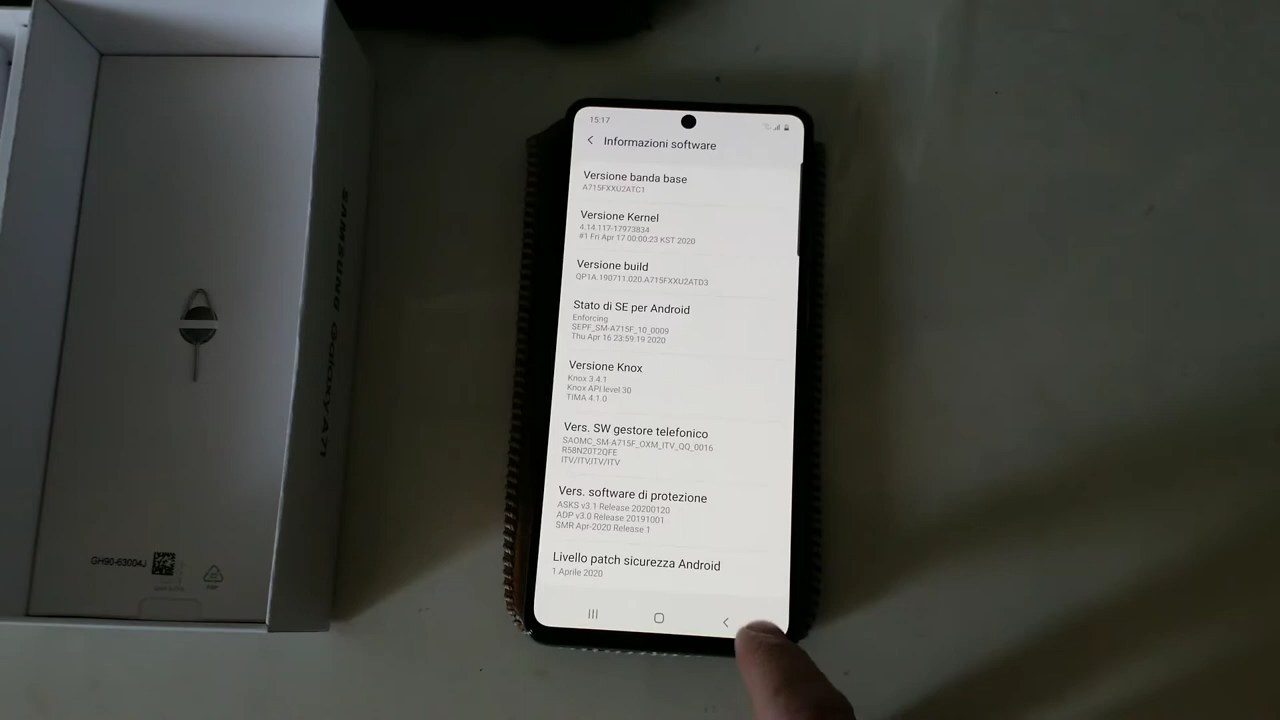 SAMSUNG Galaxy A71
GH90-63004J
15:17
Informazioni software
Versione banda base
A715FXXU2ATC1
Versione Kernel
4.14.117-17973834
#1 Fri Apr 17 00:00:23 KST 2020
Versione build
QP1A.190711.020.A715FXXU2ATD3
Stato di SE per Android
Enforcing
SEPF_SM-A715F_10_0009
Thu Apr 16 23:59:19 2020
Versione Knox
Knox 3.4.1
Knox API level 30
TIMA 4.1.0
Vers. SW gestore telefonico
SAOMC_SM-A715F_OXM_ITV_QQ_0016
R58N20T2QFE
ITV/ITV,ITV/ITV
Vers. software di protezione
ASKS v3.1 Release 20200120
ADP v3.0 Release 20191001
SMR Apr-2020 Release 1
Livello patch sicurezza Android
1 Aprile 2020